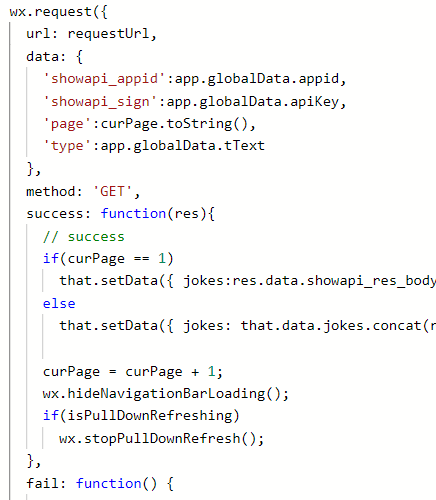 wx.request({
url: requestUrl,
data: {
'showapi_appid':app.globalData.appid,
'showapi_sign':app.globalData.apiKey,
'page':curPage.toString(),
'type':app.globalData.tText
},
method: 'GET',
success: function(res){
// success
if(curPage == 1)
that.setData({ jokes:res.data.showapi_res_body
else
that.setData({ jokes: that.data.jokes.concat(r
curPage = curPage + 1;
wx.hideNavigationBarLoading();
if(isPullDownRefreshing)
wx.stopPullDownRefresh();
},
fail: function() {